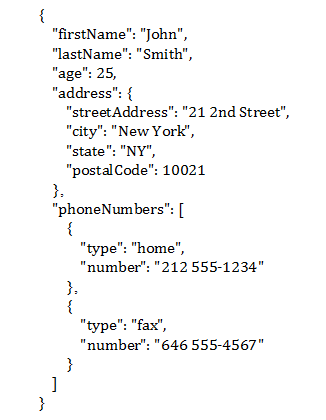 {
"firstName": "John",
"lastName": "Smith",
"age": 25,
"address": {
"streetAddress": "21 2nd Street",
"city": "New York",
"state": "NY",
"postalCode": 10021
},
"phoneNumbers": [
{
"type": "home",
"number": "212 555-1234"
},
{
"type": "fax",
"number": "646 555-4567"
}
]
}